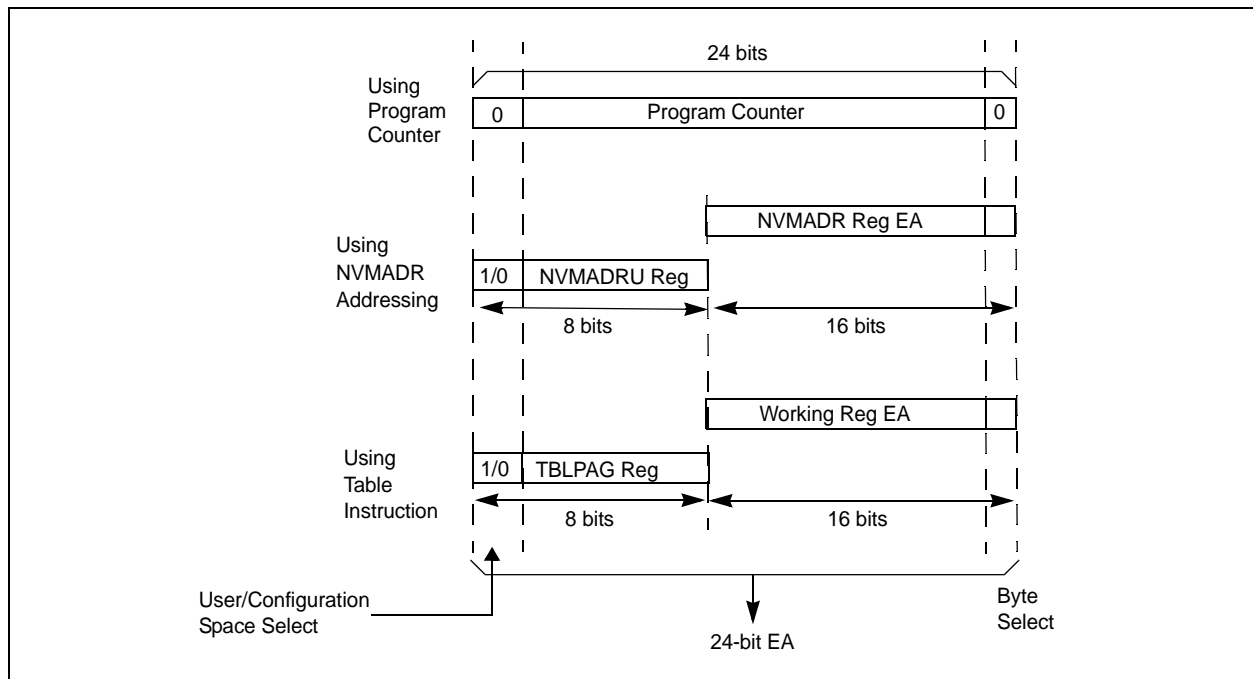 24 bits
Using
Program
Counter
0
Program Counter
0
NVMADR Reg EA
Using
NVMADR
Addressing
1/0
NVMADRU Reg
8 bits
16 bits
Working Reg EA
Using
Table
Instruction
1/0
TBLPAG Reg
8 bits
16 bits
User/Configuration
Space Select
Byte
Select
24-bit EA